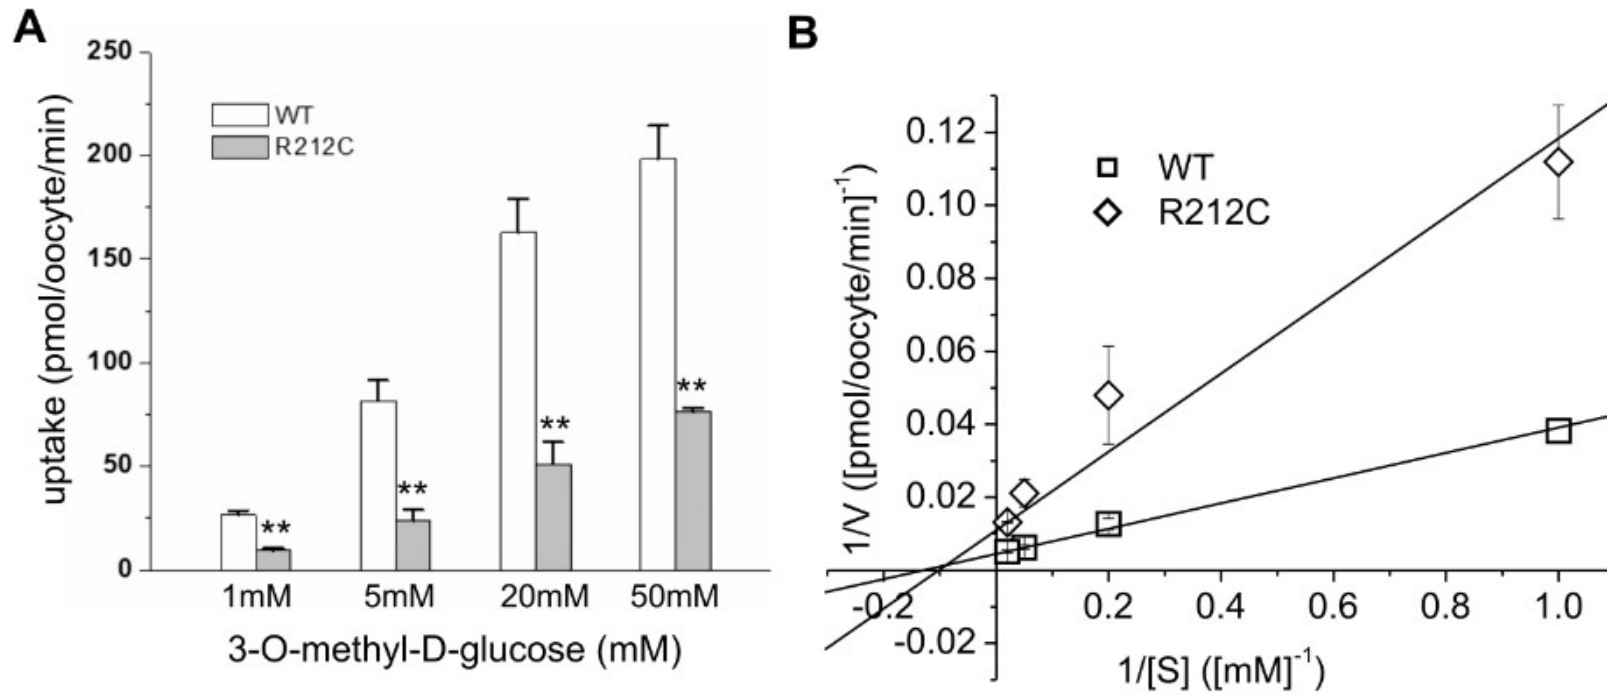 A
250
200
150
100
50
0
uptake (pmol/oocyte/min)
WT
R212C
**
**
**
**
1mM
5mM
20mM
50mM
3-O-methyl-D-glucose (mM)
B
1/V ([pmol/oocyte/min]⁻¹)
0.12
0.10
0.08
0.06
0.04
0.02
-0.02
WT
R212C
-0.2
0.2
0.4
0.6
0.8
1.0
1/[S] ([mM]⁻¹)